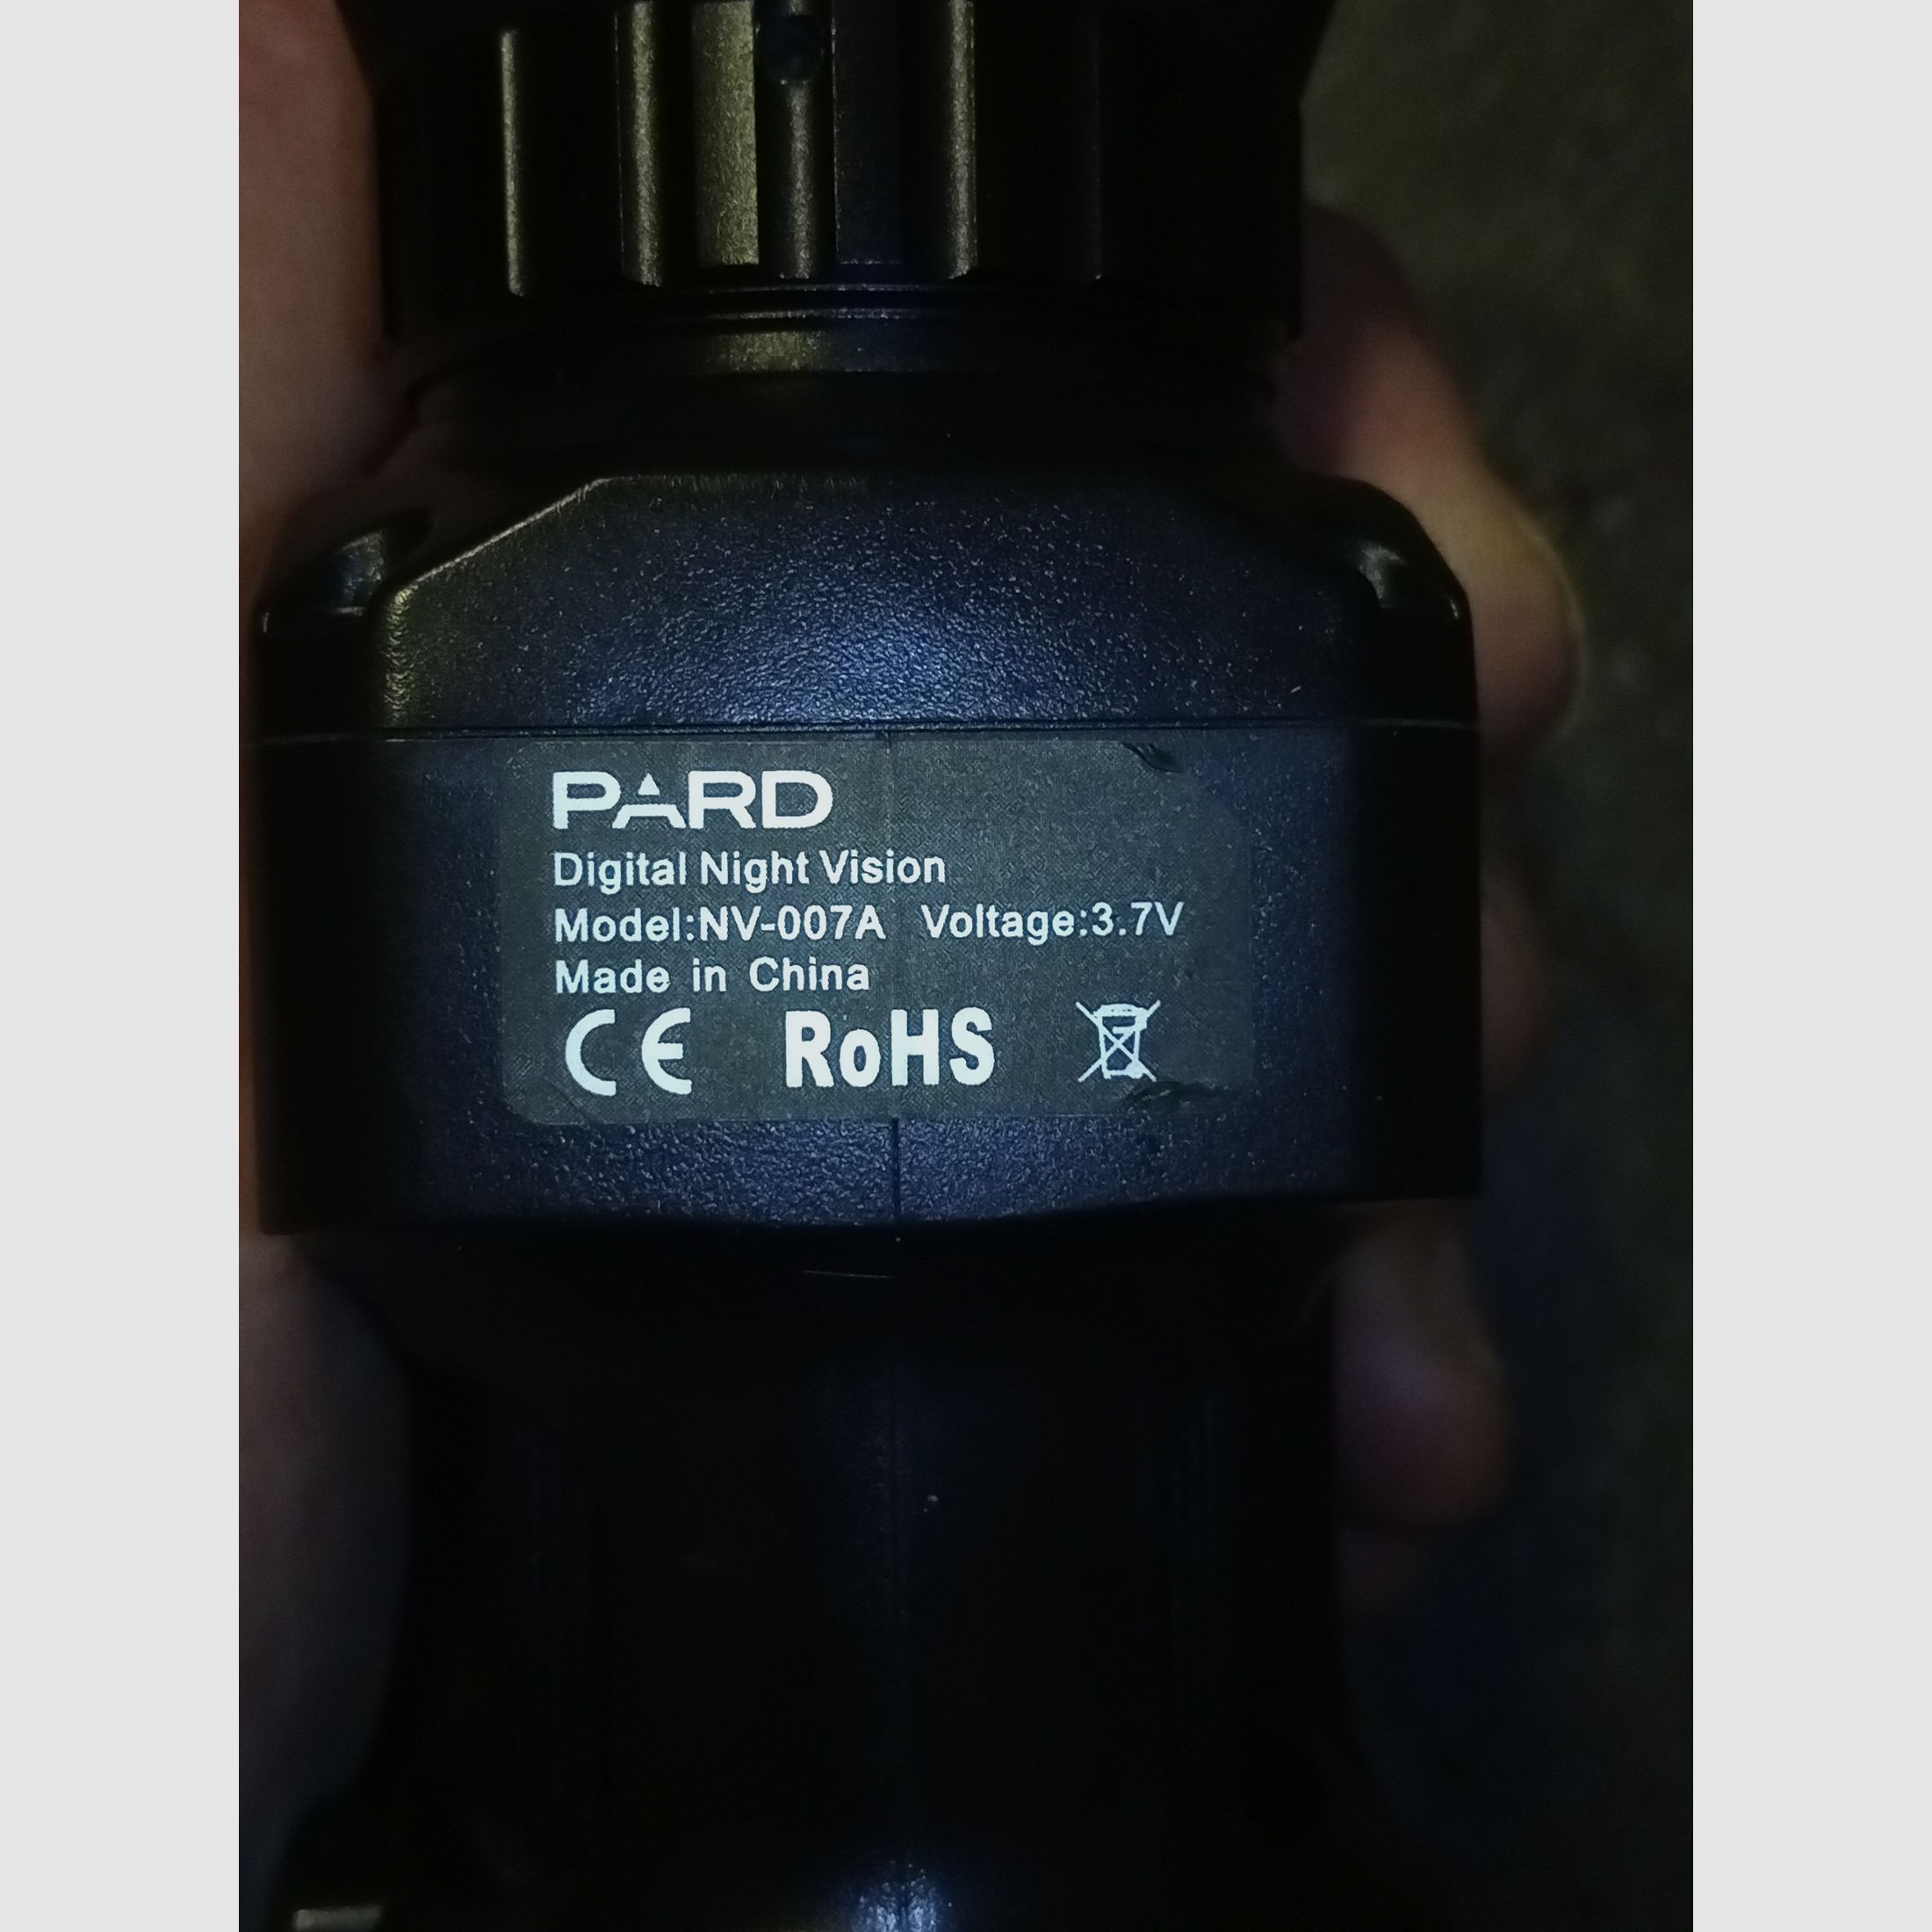 PARD
Digital Night Vision
Model:NV-007A Voltage:3.7V
Made in China
CE RoHS